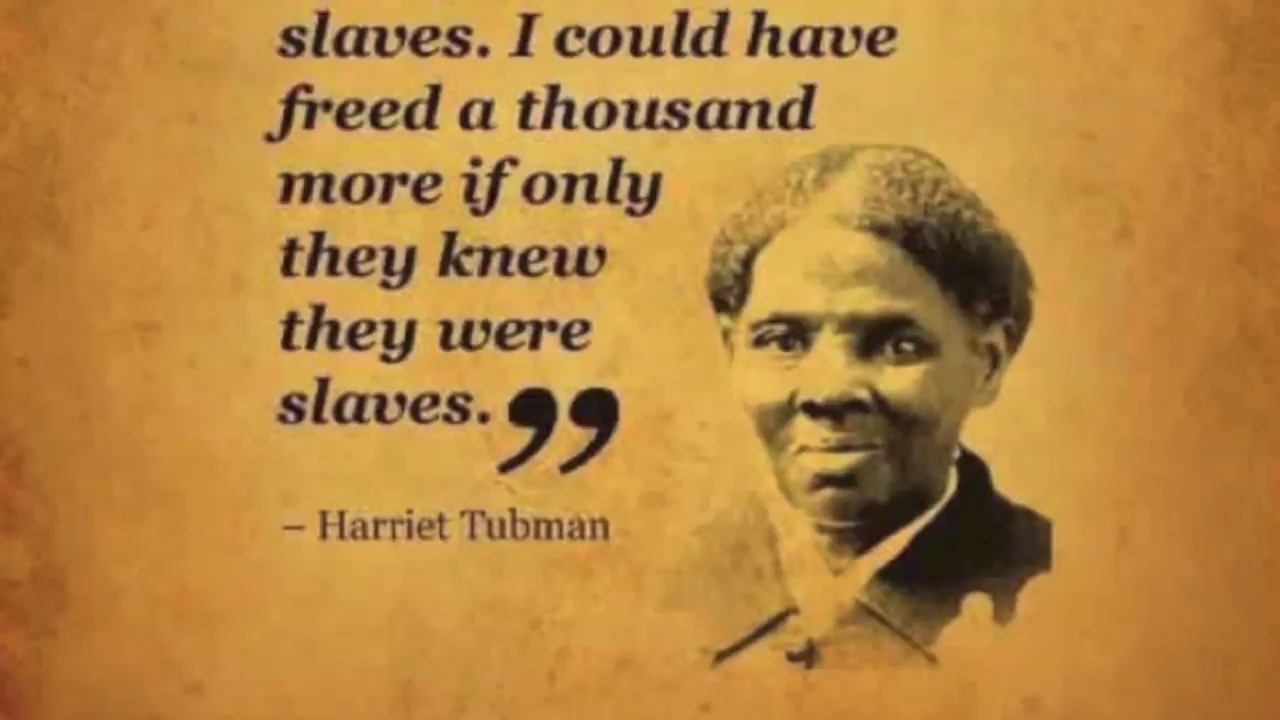 slaves. I could have
freed a thousand
more if only
they knew
they were
slaves.”
– Harriet Tubman